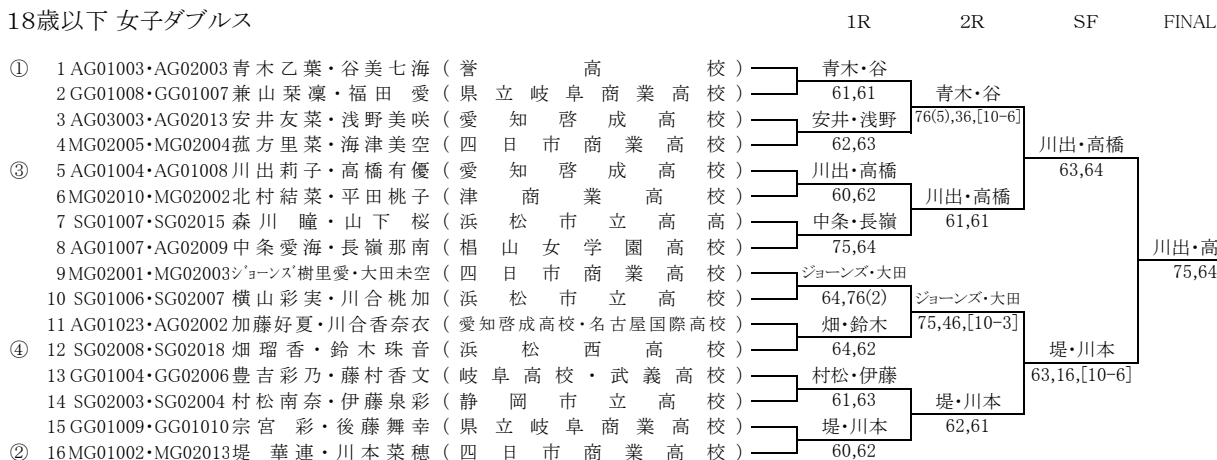 18歳以下 女子ダブルス 1R 2R SF FINAL
① 1 AG01003・AG02003 青木乙葉・谷美七海 (誉高校) 青木・谷
2 GG01008・GG01007 兼山栞凜・福田 愛 (県立岐阜商業高校) 61,61 青木・谷
3 AG03003・AG02013 安井友菜・浅野美咲 (愛知啓成高校) 安井・浅野 76(5),36,[10-6]
4 MG02005・MG02004 菰方里菜・海津美空 (四日市商業高校) 62,63 川出・高橋
③ 5 AG01004・AG01008 川出莉子・高橋有優 (愛知啓成高校) 川出・高橋 63,64
6 MG02010・MG02002 北村結菜・平田桃子 (津商業高校) 60,62 川出・高橋
7 SG01007・SG02015 森川 瞳・山下 桜 (浜松市立高高) 中条・長嶺 61,61
8 AG01007・AG02009 中条愛海・長嶺那南 (椙山女学園高校) 75,64 川出・高
9 MG02001・MG02003 ジョーンズ樹里愛・大田未空 (四日市商業高校) ジョーンズ・大田 75,64
10 SG01006・SG02007 横山彩実・川合桃加 (浜松市立高校) 64,76(2) ジョーンズ・大田
11 AG01023・AG02002 加藤好夏・川合香奈衣 (愛知啓成高校・名古屋国際高校) 畑・鈴木 75,46,[10-3]
④ 12 SG02008・SG02018 畑瑠香・鈴木珠音 (浜松西高校) 64,62 堤・川本
13 GG01004・GG02006 豊吉彩乃・藤村香文 (岐阜高校・武義高校) 村松・伊藤 63,16,[10-6]
14 SG02003・SG02004 村松南奈・伊藤泉彩 (静岡市立高校) 61,63 堤・川本
15 GG01009・GG01010 宗宮 彩・後藤舞幸 (県立岐阜商業高校) 堤・川本 62,61
② 16 MG01002・MG02013 堤 華連・川本菜穂 (四日市商業高校) 60,62